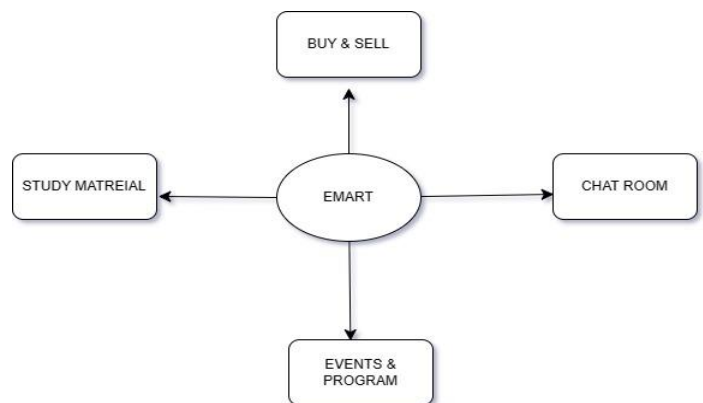 BUY & SELL
STUDY MATREIAL
EMART
CHAT ROOM
EVENTS &
PROGRAM